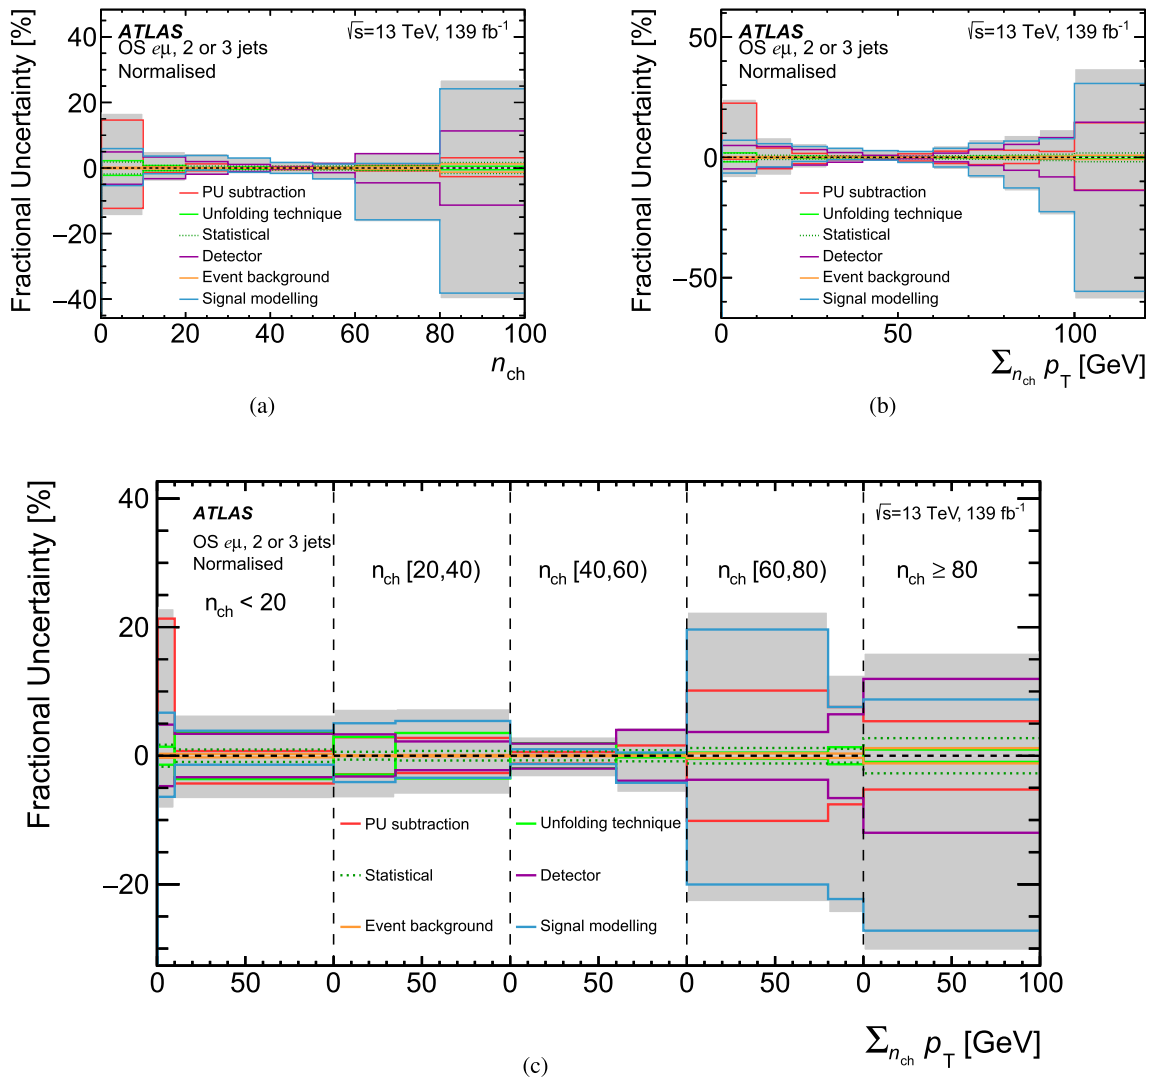 ATLAS √s=13 TeV, 139 fb⁻¹
OS eμ, 2 or 3 jets
Normalised
Fractional Uncertainty [%]
40
20
0
−20
−40
PU subtraction
Unfolding technique
Statistical
Detector
Event background
Signal modelling
0 20 40 60 80 100
n_ch
(a)
ATLAS √s=13 TeV, 139 fb⁻¹
OS eμ, 2 or 3 jets
Normalised
Fractional Uncertainty [%]
50
0
−50
PU subtraction
Unfolding technique
Statistical
Detector
Event background
Signal modelling
0 50 100
Σ_{n_ch} p_T [GeV]
(b)
ATLAS √s=13 TeV, 139 fb⁻¹
OS eμ, 2 or 3 jets
Normalised
Fractional Uncertainty [%]
n_ch < 20
n_ch [20,40)
n_ch [40,60)
n_ch [60,80)
n_ch ≥ 80
40
20
0
−20
PU subtraction Unfolding technique
Statistical Detector
Event background Signal modelling
0 50 0 50 0 50 0 50 0 50 100
Σ_{n_ch} p_T [GeV]
(c)